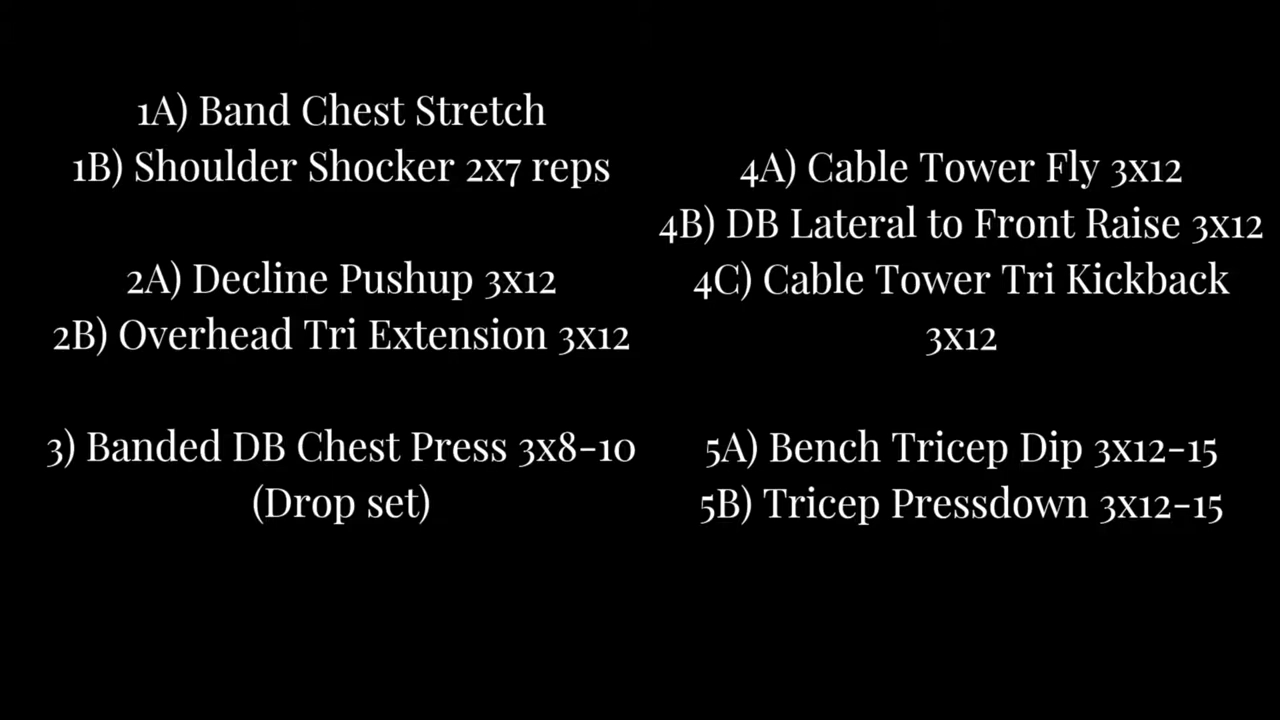 1A) Band Chest Stretch
1B) Shoulder Shocker 2x7 reps
2A) Decline Pushup 3x12
2B) Overhead Tri Extension 3x12
3) Banded DB Chest Press 3x8-10
(Drop set)
4A) Cable Tower Fly 3x12
4B) DB Lateral to Front Raise 3x12
4C) Cable Tower Tri Kickback
3x12
5A) Bench Tricep Dip 3x12-15
5B) Tricep Pressdown 3x12-15